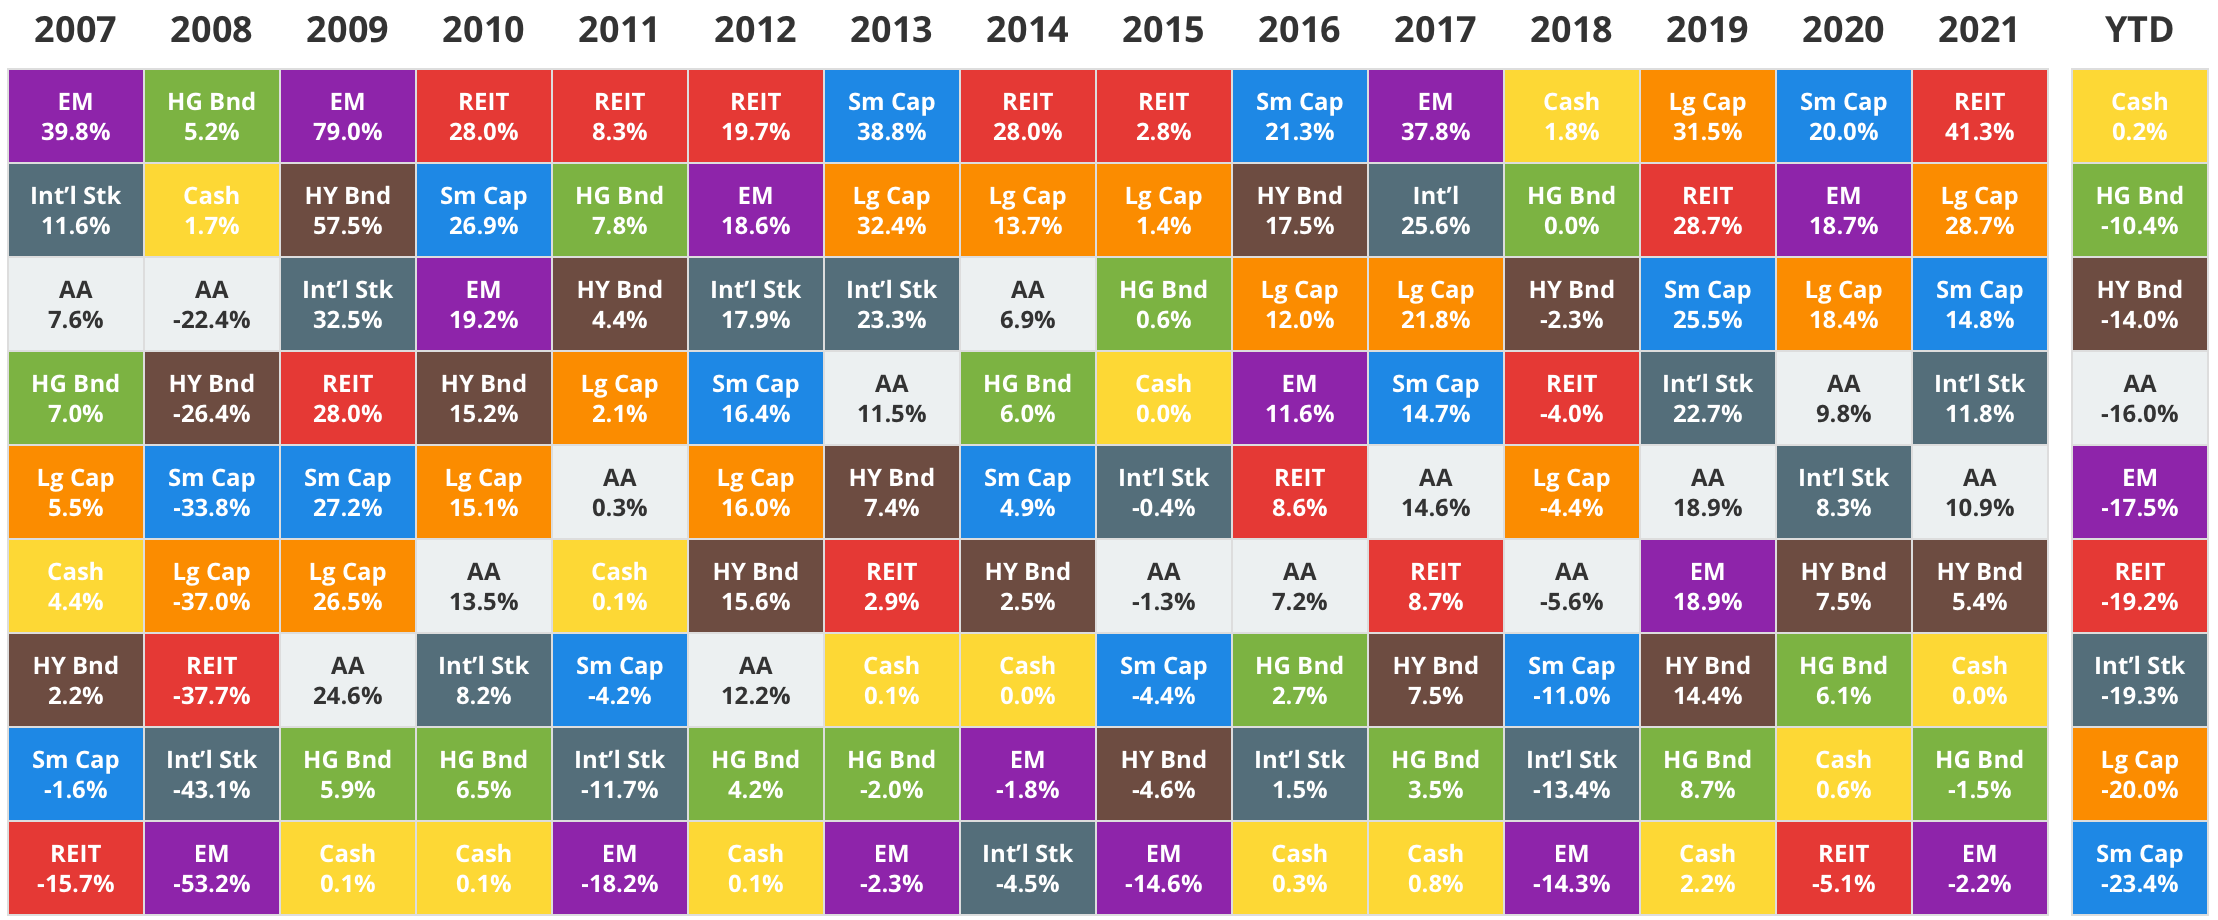 2007 2008 2009 2010 2011 2012 2013 2014 2015 2016 2017 2018 2019 2020 2021 YTD
EM HG Bnd EM REIT REIT REIT Sm Cap REIT REIT Sm Cap EM Cash Lg Cap Sm Cap REIT Cash
39.8% 5.2% 79.0% 28.0% 8.3% 19.7% 38.8% 28.0% 2.8% 21.3% 37.8% 1.8% 31.5% 20.0% 41.3% 0.2%
Int’l Stk Cash HY Bnd Sm Cap HG Bnd EM Lg Cap Lg Cap Lg Cap HY Bnd Int’l HG Bnd REIT EM Lg Cap HG Bnd
11.6% 1.7% 57.5% 26.9% 7.8% 18.6% 32.4% 13.7% 1.4% 17.5% 25.6% 0.0% 28.7% 18.7% 28.7% -10.4%
AA AA Int’l Stk EM HY Bnd Int’l Stk Int’l Stk AA HG Bnd Lg Cap Lg Cap HY Bnd Sm Cap Lg Cap Sm Cap HY Bnd
7.6% -22.4% 32.5% 19.2% 4.4% 17.9% 23.3% 6.9% 0.6% 12.0% 21.8% -2.3% 25.5% 18.4% 14.8% -14.0%
HG Bnd HY Bnd REIT HY Bnd Lg Cap Sm Cap AA HG Bnd Cash EM Sm Cap REIT Int’l Stk AA Int’l Stk AA
7.0% -26.4% 28.0% 15.2% 2.1% 16.4% 11.5% 6.0% 0.0% 11.6% 14.7% -4.0% 22.7% 9.8% 11.8% -16.0%
Lg Cap Sm Cap Sm Cap Lg Cap AA Lg Cap HY Bnd Sm Cap Int’l Stk REIT AA Lg Cap AA Int’l Stk AA EM
5.5% -33.8% 27.2% 15.1% 0.3% 16.0% 7.4% 4.9% -0.4% 8.6% 14.6% -4.4% 18.9% 8.3% 10.9% -17.5%
Cash Lg Cap Lg Cap AA Cash HY Bnd REIT HY Bnd AA AA REIT AA EM HY Bnd HY Bnd REIT
4.4% -37.0% 26.5% 13.5% 0.1% 15.6% 2.9% 2.5% -1.3% 7.2% 8.7% -5.6% 18.9% 7.5% 5.4% -19.2%
HY Bnd REIT AA Int’l Stk Sm Cap AA Cash Cash Sm Cap HG Bnd HY Bnd Sm Cap HY Bnd HG Bnd Cash Int’l Stk
2.2% -37.7% 24.6% 8.2% -4.2% 12.2% 0.1% 0.0% -4.4% 2.7% 7.5% -11.0% 14.4% 6.1% 0.0% -19.3%
Sm Cap Int’l Stk HG Bnd HG Bnd Int’l Stk HG Bnd HG Bnd EM HY Bnd Int’l Stk HG Bnd Int’l Stk HG Bnd Cash HG Bnd Lg Cap
-1.6% -43.1% 5.9% 6.5% -11.7% 4.2% -2.0% -1.8% -4.6% 1.5% 3.5% -13.4% 8.7% 0.6% -1.5% -20.0%
REIT EM Cash Cash EM Cash EM Int’l Stk EM Cash Cash EM Cash REIT EM Sm Cap
-15.7% -53.2% 0.1% 0.1% -18.2% 0.1% -2.3% -4.5% -14.6% 0.3% 0.8% -14.3% 2.2% -5.1% -2.2% -23.4%